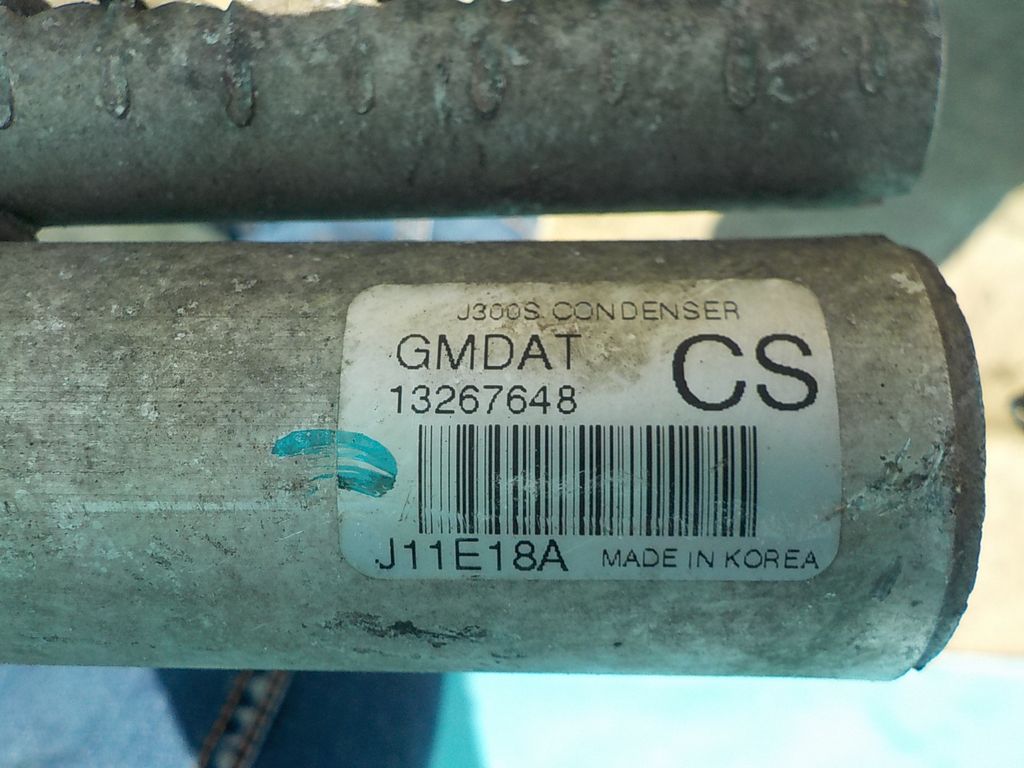 J300S CONDENSER
GMDAT CS
13267648
J11E18A MADE IN KOREA